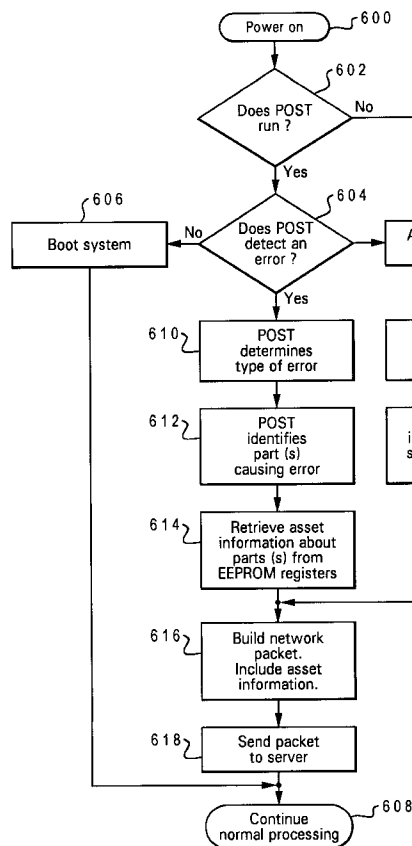 Power on
600
602
Does POST
run ?
No
Yes
606
604
Boot system
No
Does POST
detect an
error ?
A
Yes
610
POST
determines
type of error
612
POST
identifies
part (s)
causing error
i
s
614
Retrieve asset
information about
parts (s) from
EEPROM registers
616
Build network
packet.
Include asset
information.
618
Send packet
to server
Continue
normal processing
608